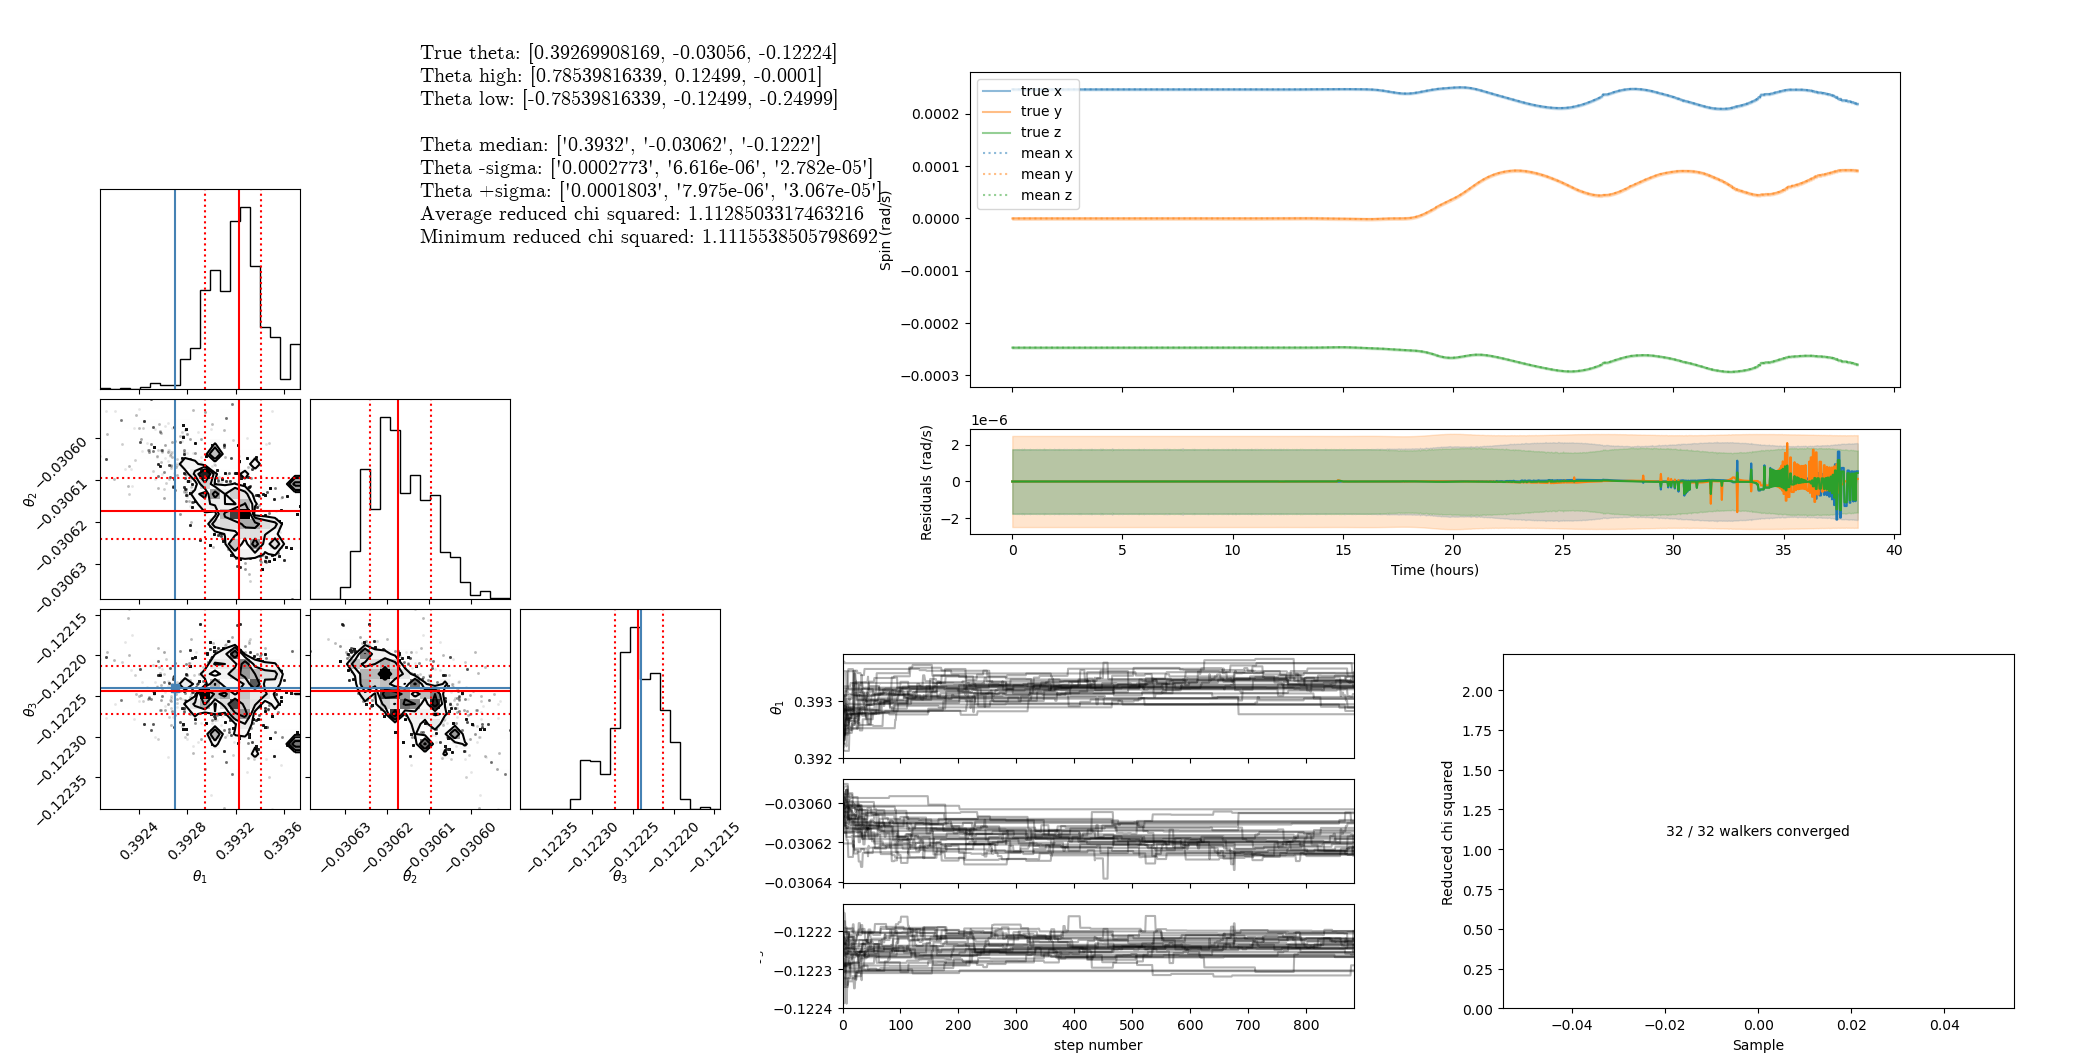 True theta: [0.39269908169, -0.03056, -0.12224]
Theta high: [0.78539816339, 0.12499, -0.0001]
Theta low: [-0.78539816339, -0.12499, -0.24999]
Theta median: ['0.3932', '-0.03062', '-0.1222']
Theta -sigma: ['0.0002773', '6.616e-06', '2.782e-05']
Theta +sigma: ['0.0001803', '7.975e-06', '3.067e-05']
Average reduced chi squared: 1.1128503317463216
Minimum reduced chi squared: 1.1115538505798692
true x
true y
true z
mean x
mean y
mean z
Spin (rad/s)
0.0002
0.0001
0.0000
−0.0001
−0.0002
−0.0003
1e−6
Residuals (rad/s)
2
0
−2
0 5 10 15 20 25 30 35 40
Time (hours)
θ2
−0.03060
−0.03061
−0.03062
−0.03063
θ3
−0.12215
−0.12220
−0.12225
−0.12230
−0.12235
0.3924 0.3928 0.3932 0.3936
θ1
−0.03063 −0.03062 −0.03061 −0.03060
θ2
−0.12235 −0.12230 −0.12225 −0.12220 −0.12215
θ3
θ1
0.393
0.392
−0.03060
−0.03062
−0.03064
−0.1222
−0.1223
−0.1224
0 100 200 300 400 500 600 700 800
step number
Reduced chi squared
2.00
1.75
1.50
1.25
1.00
0.75
0.50
0.25
0.00
32 / 32 walkers converged
−0.04 −0.02 0.00 0.02 0.04
Sample